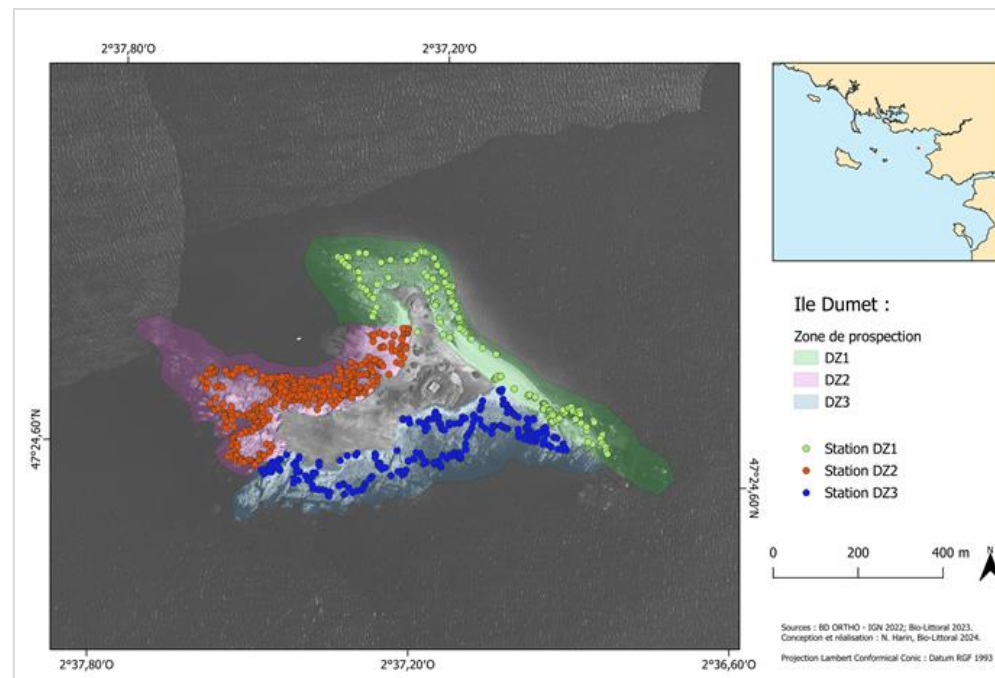 2°37,80'O
2°37,20'O
47°24,60'N
47°24,60'N
2°37,80'O
2°37,20'O
2°36,60'O
Ile Dumet :
Zone de prospection
DZ1
DZ2
DZ3
Station DZ1
Station DZ2
Station DZ3
0 200 400 m
N
Sources : BD ORTHO - IGN 2022; Bio-Littoral 2023.
Conception et réalisation : N. Harin, Bio-Littoral 2024.
Projection Lambert Conformical Conic : Datum RGF 1993